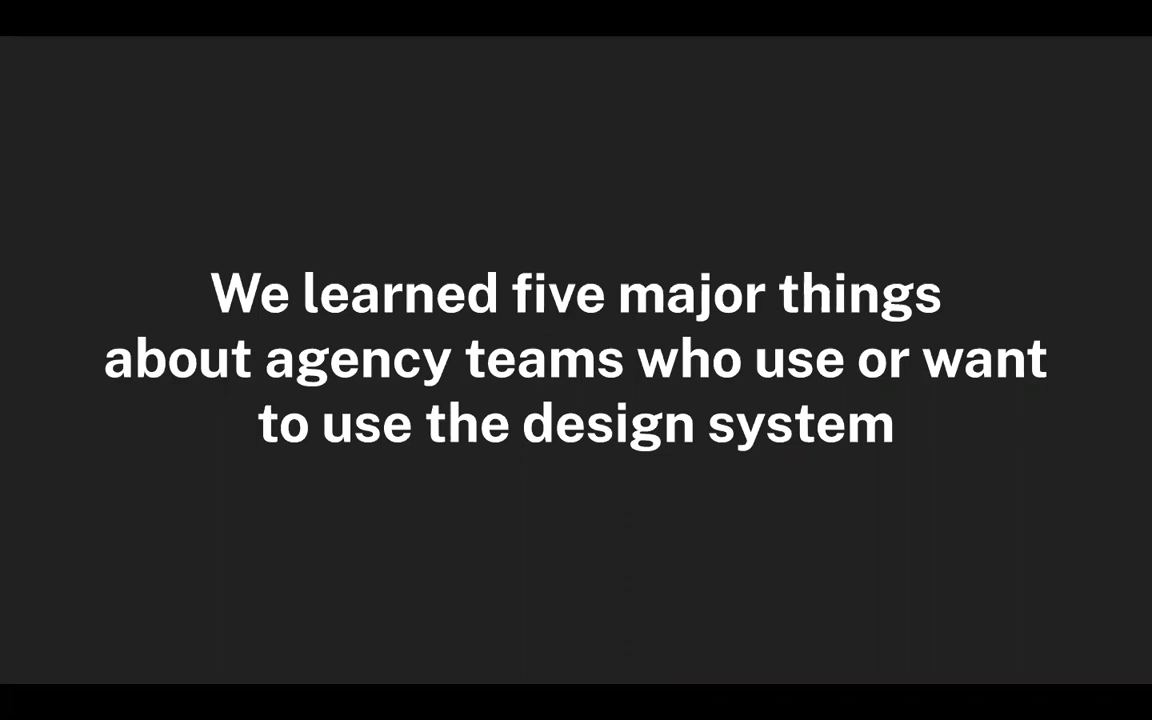 We learned five major things
about agency teams who use or want
to use the design system